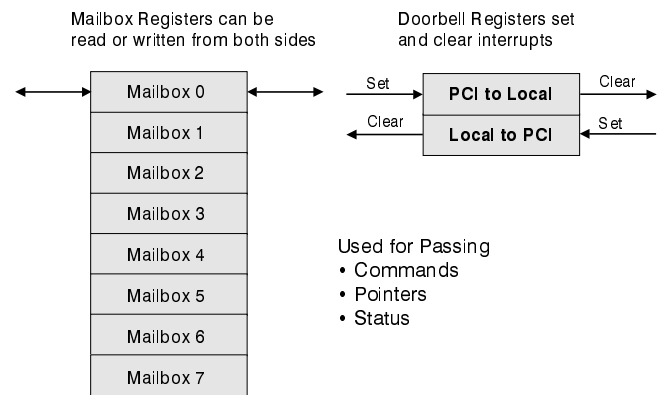 Mailbox Registers can be
read or written from both sides
Mailbox 0
Mailbox 1
Mailbox 2
Mailbox 3
Mailbox 4
Mailbox 5
Mailbox 6
Mailbox 7
Doorbell Registers set
and clear interrupts
Set
PCI to Local
Clear
Clear
Local to PCI
Set
Used for Passing
• Commands
• Pointers
• Status